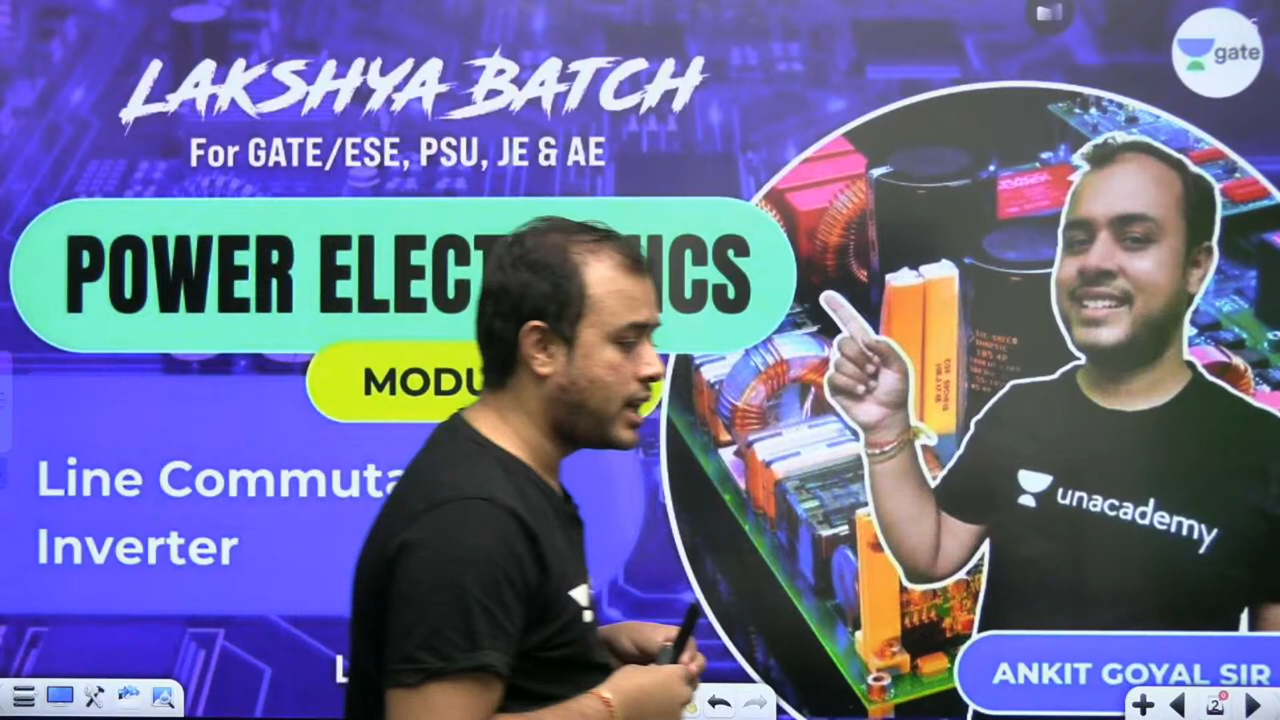 LAKSHYA BATCH
For GATE/ESE, PSU, JE & AE
gate
POWER ELECT ICS
MODU
Line Commuta
Inverter
unacademy
ANKIT GOYAL SIR
L
2